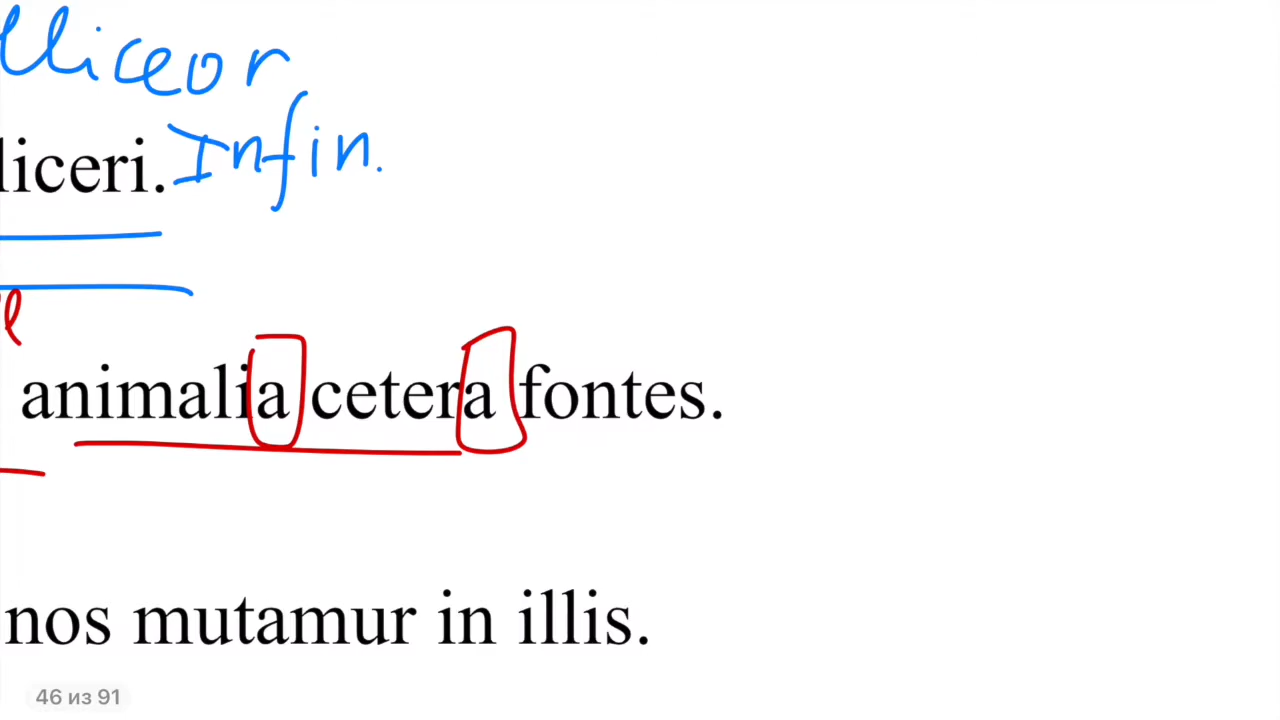 lliceor
liceri. Infin.
animalia cetera fontes.
nos mutamur in illis.
46 из 91